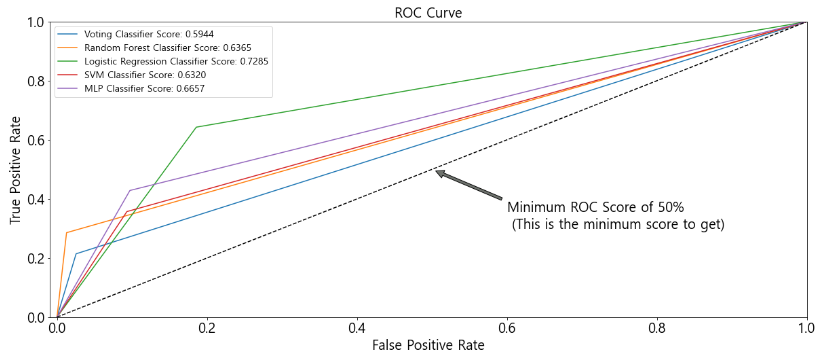 ROC Curve
Voting Classifier Score: 0.5944
Random Forest Classifier Score: 0.6365
Logistic Regression Classifier Score: 0.7285
SVM Classifier Score: 0.6320
MLP Classifier Score: 0.6657
1.0
0.8
0.6
0.4
0.2
0.0
True Positive Rate
Minimum ROC Score of 50%
(This is the minimum score to get)
0.0
0.2
0.4
0.6
0.8
1.0
False Positive Rate